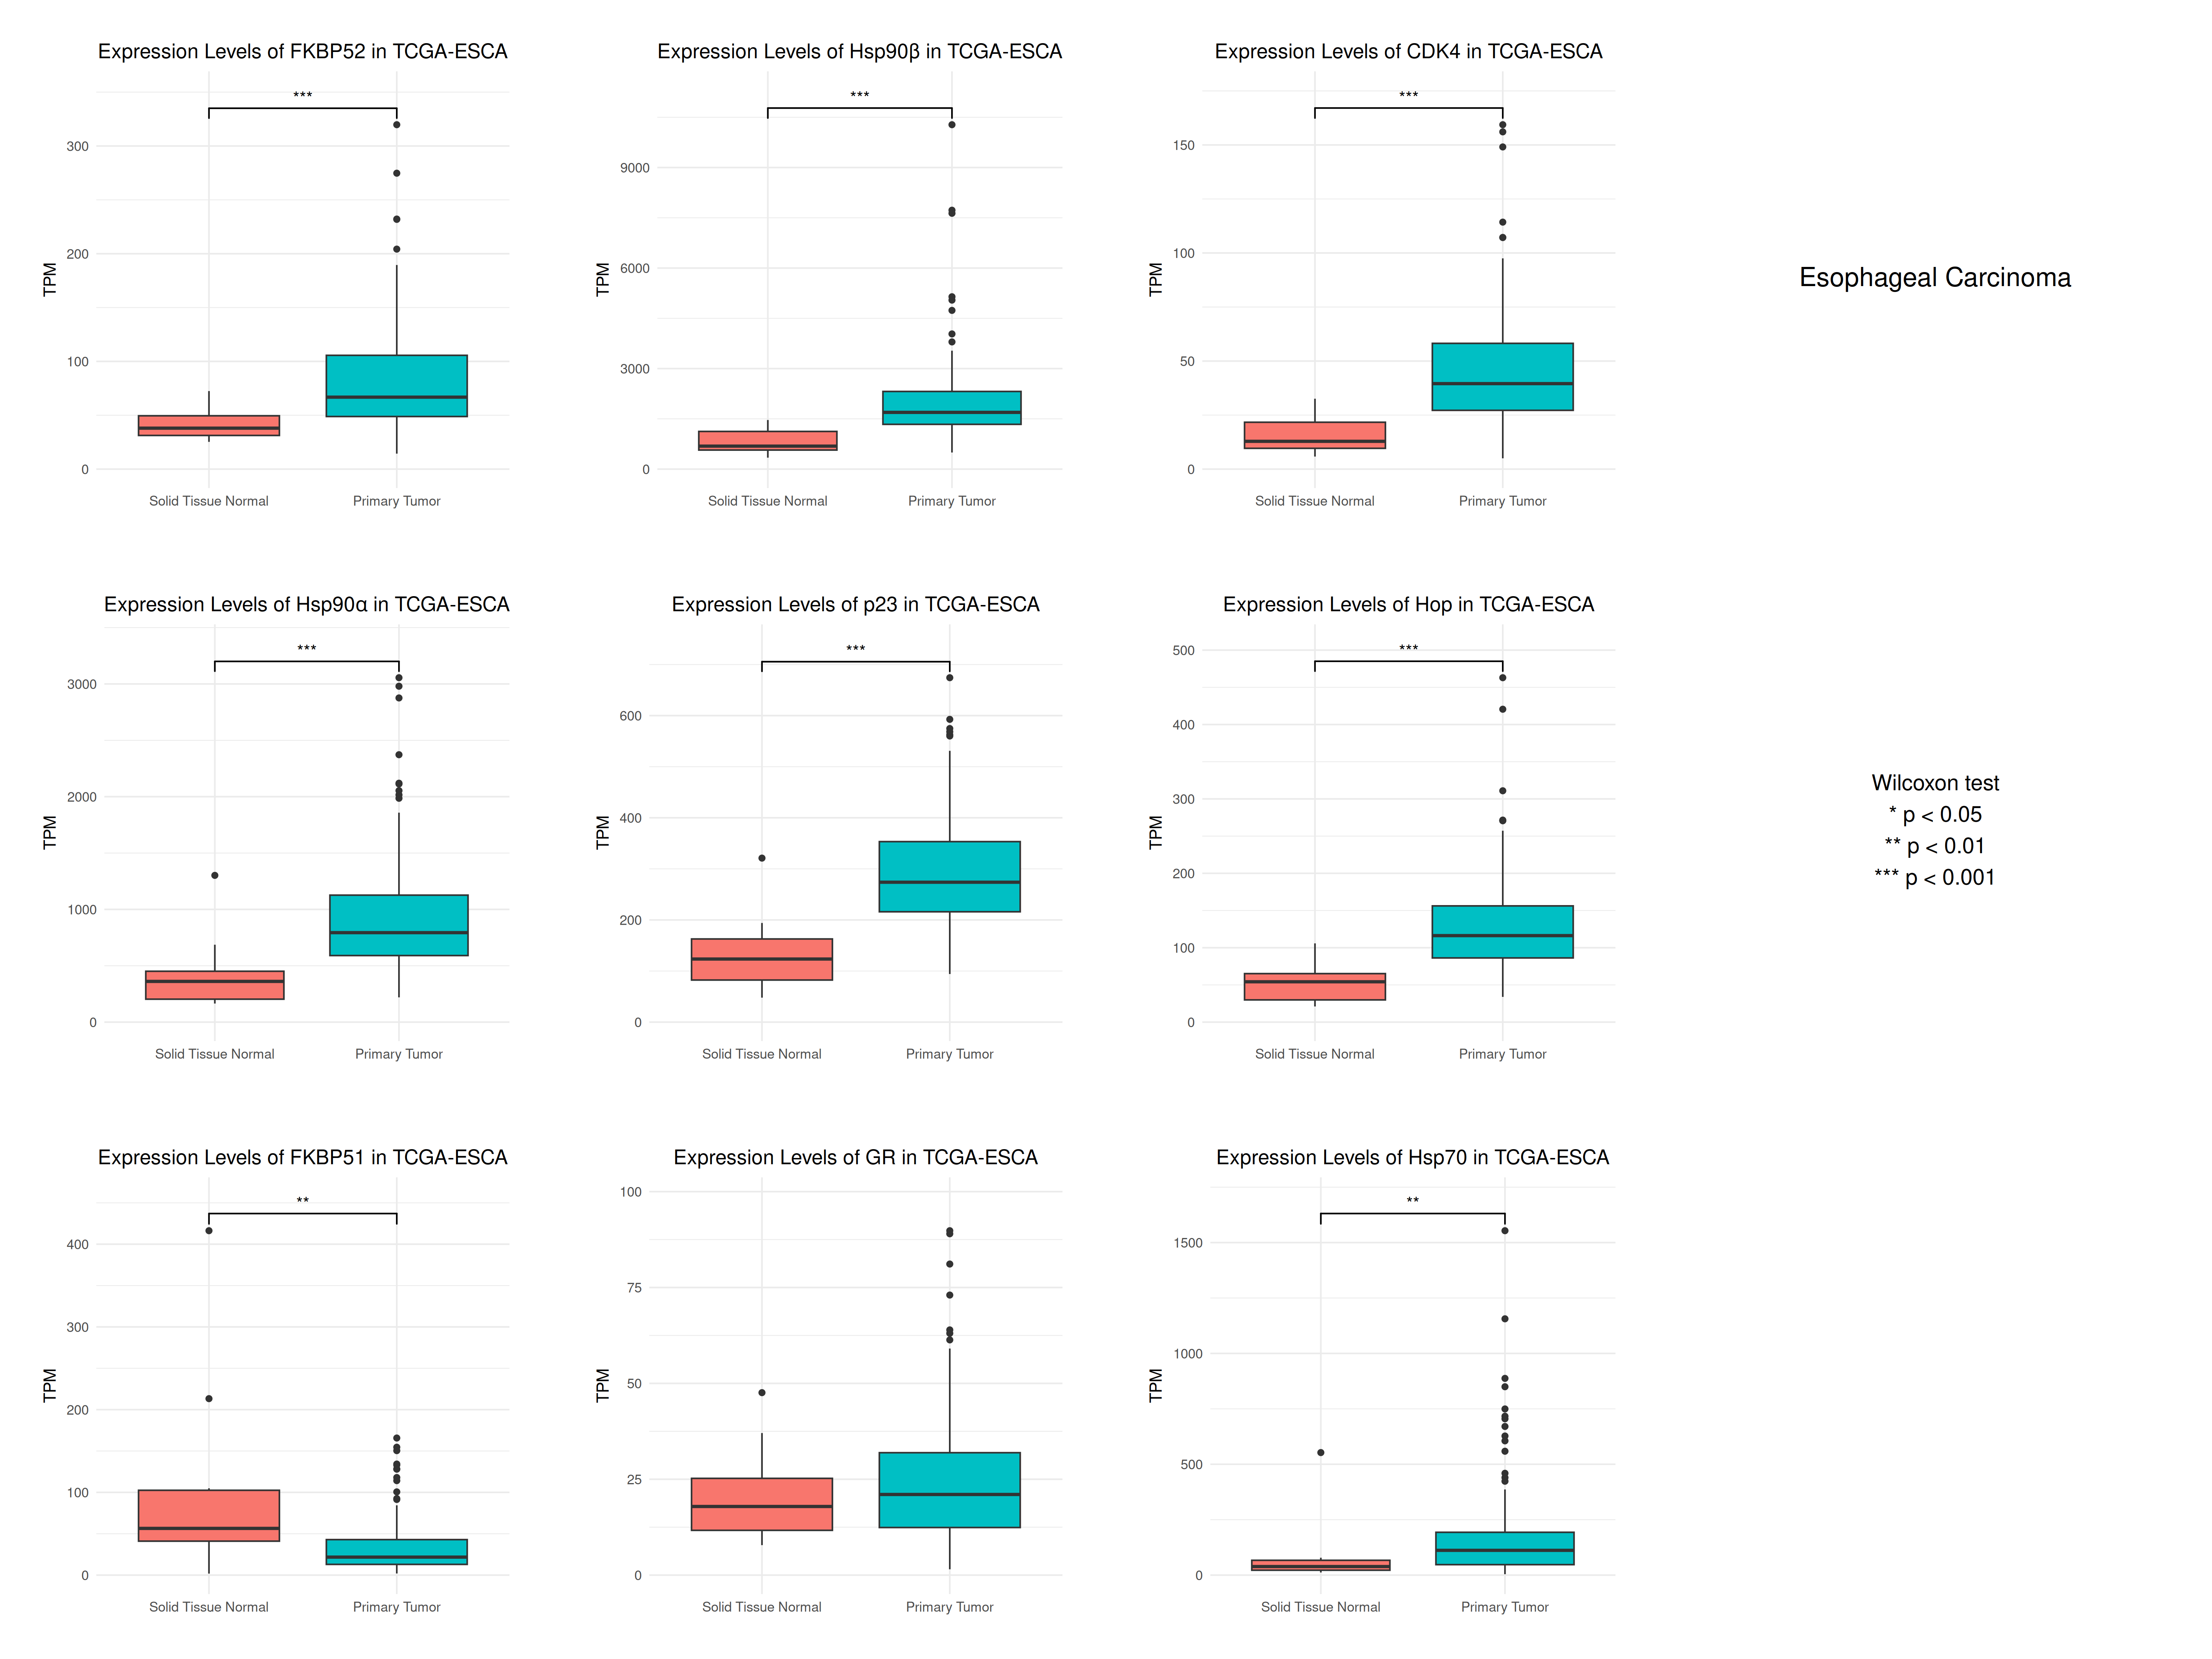 Expression Levels of FKBP52 in TCGA-ESCA
***
TPM
300
200
100
0
Solid Tissue Normal
Primary Tumor
Expression Levels of Hsp90β in TCGA-ESCA
***
TPM
9000
6000
3000
0
Solid Tissue Normal
Primary Tumor
Expression Levels of CDK4 in TCGA-ESCA
***
TPM
150
100
50
0
Solid Tissue Normal
Primary Tumor
Esophageal Carcinoma
Expression Levels of Hsp90α in TCGA-ESCA
***
TPM
3000
2000
1000
0
Solid Tissue Normal
Primary Tumor
Expression Levels of p23 in TCGA-ESCA
***
TPM
600
400
200
0
Solid Tissue Normal
Primary Tumor
Expression Levels of Hop in TCGA-ESCA
***
TPM
500
400
300
200
100
0
Solid Tissue Normal
Primary Tumor
Wilcoxon test
* p < 0.05
** p < 0.01
*** p < 0.001
Expression Levels of FKBP51 in TCGA-ESCA
**
TPM
400
300
200
100
0
Solid Tissue Normal
Primary Tumor
Expression Levels of GR in TCGA-ESCA
TPM
100
75
50
25
0
Solid Tissue Normal
Primary Tumor
Expression Levels of Hsp70 in TCGA-ESCA
**
TPM
1500
1000
500
0
Solid Tissue Normal
Primary Tumor